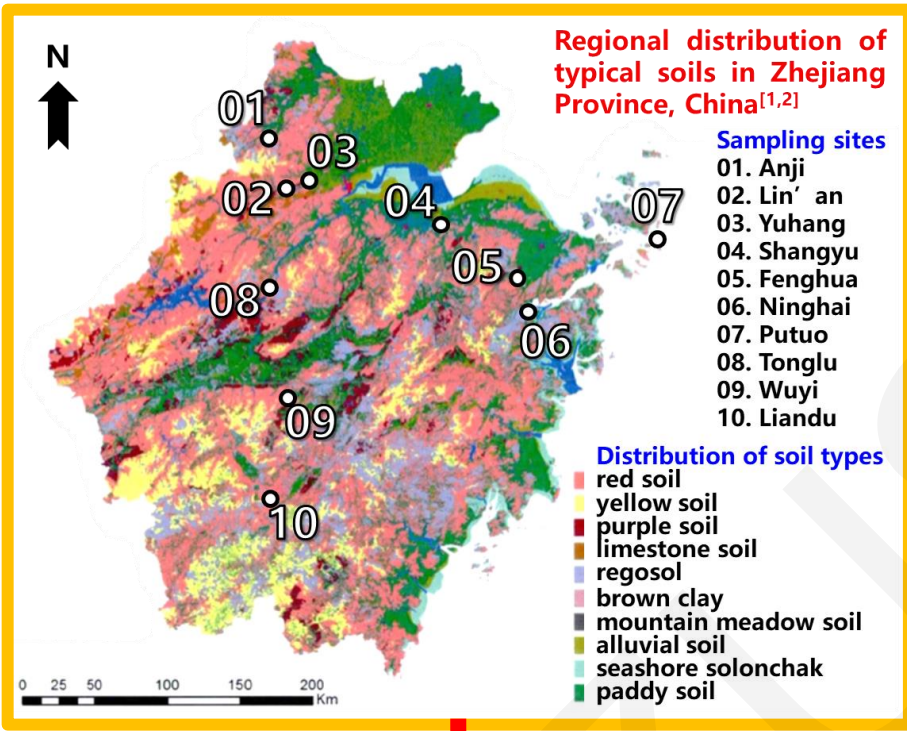 N
Regional distribution of
typical soils in Zhejiang
Province, China[1,2]
01
03
02
04
07
05
08
06
09
10
Sampling sites
01. Anji
02. Lin’ an
03. Yuhang
04. Shangyu
05. Fenghua
06. Ninghai
07. Putuo
08. Tonglu
09. Wuyi
10. Liandu
Distribution of soil types
red soil
yellow soil
purple soil
limestone soil
regosol
brown clay
mountain meadow soil
alluvial soil
seashore solonchak
paddy soil
0 25 50 100 150 200
Km